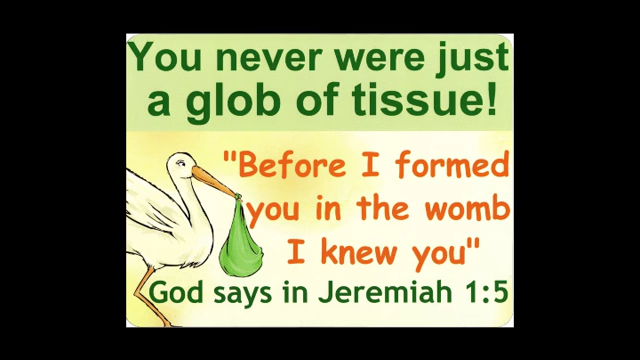 You never were just
a glob of tissue!
"Before I formed
you in the womb
I knew you"
God says in Jeremiah 1:5